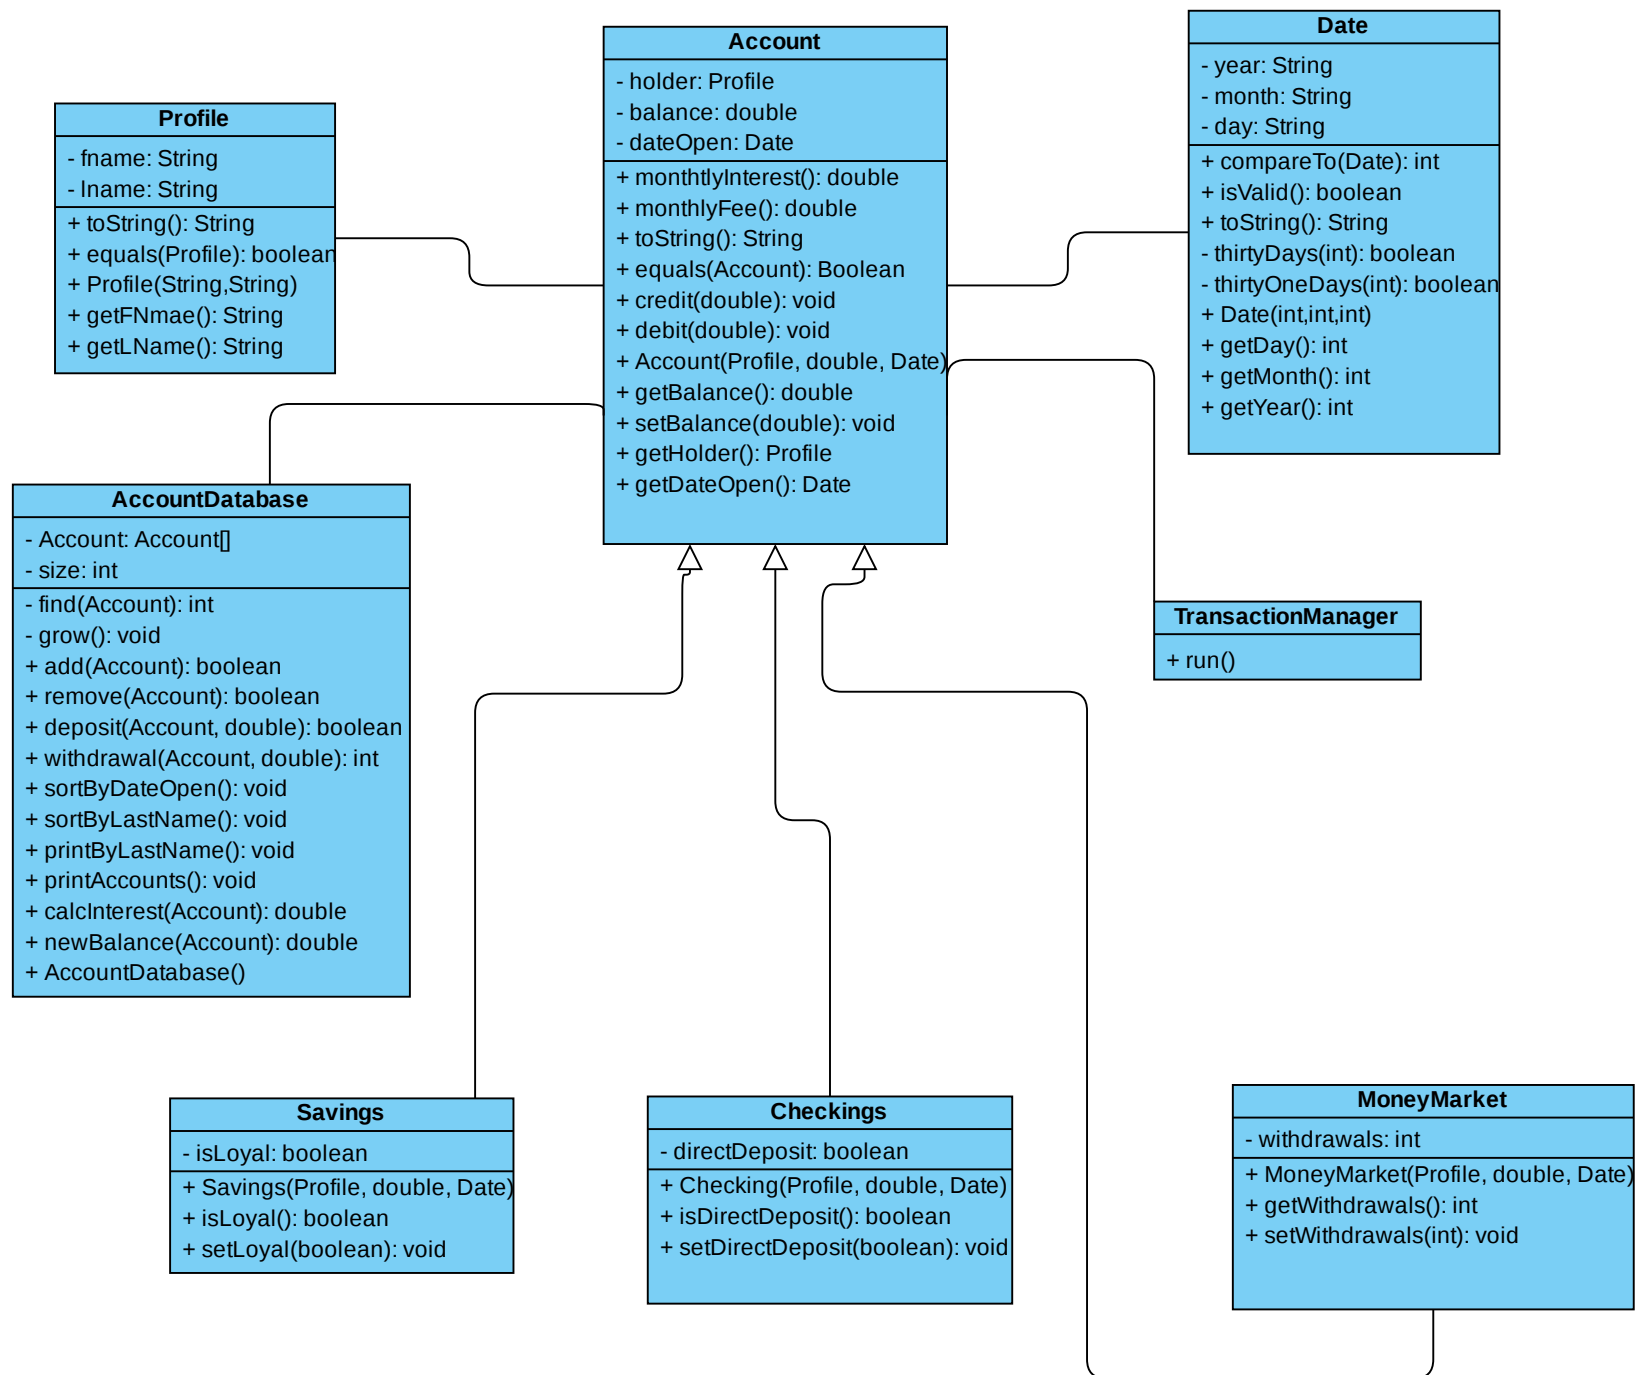 Account
- holder: Profile
- balance: double
- dateOpen: Date
+ monthtlyInterest(): double
+ monthlyFee(): double
+ toString(): String
+ equals(Account): Boolean
+ credit(double): void
+ debit(double): void
+ Account(Profile, double, Date)
+ getBalance(): double
+ setBalance(double): void
+ getHolder(): Profile
+ getDateOpen(): Date
Date
- year: String
- month: String
- day: String
+ compareTo(Date): int
+ isValid(): boolean
+ toString(): String
- thirtyDays(int): boolean
- thirtyOneDays(int): boolean
+ Date(int,int,int)
+ getDay(): int
+ getMonth(): int
+ getYear(): int
Profile
- fname: String
- lname: String
+ toString(): String
+ equals(Profile): boolean
+ Profile(String,String)
+ getFNmae(): String
+ getLName(): String
AccountDatabase
- Account: Account[]
- size: int
- find(Account): int
- grow(): void
+ add(Account): boolean
+ remove(Account): boolean
+ deposit(Account, double): boolean
+ withdrawal(Account, double): int
+ sortByDateOpen(): void
+ sortByLastName(): void
+ printByLastName(): void
+ printAccounts(): void
+ calcInterest(Account): double
+ newBalance(Account): double
+ AccountDatabase()
TransactionManager
+ run()
Savings
- isLoyal: boolean
+ Savings(Profile, double, Date)
+ isLoyal(): boolean
+ setLoyal(boolean): void
Checkings
- directDeposit: boolean
+ Checking(Profile, double, Date)
+ isDirectDeposit(): boolean
+ setDirectDeposit(boolean): void
MoneyMarket
- withdrawals: int
+ MoneyMarket(Profile, double, Date)
+ getWithdrawals(): int
+ setWithdrawals(int): void